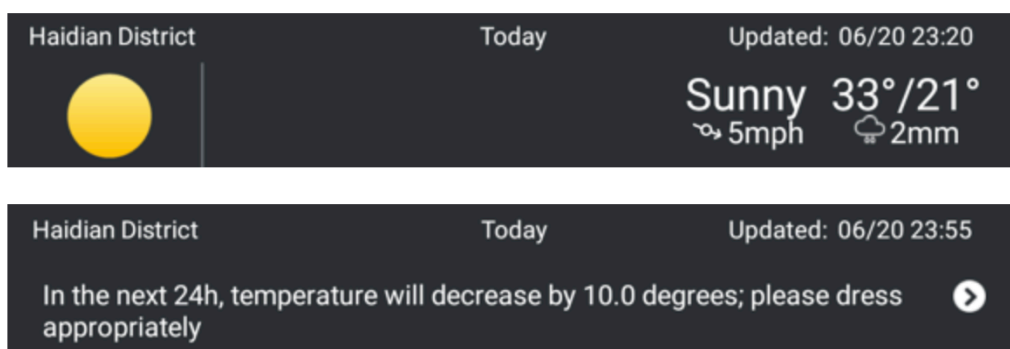 Haidian District Today Updated: 06/20 23:20
Sunny 33°/21°
5mph 2mm
Haidian District Today Updated: 06/20 23:55
In the next 24h, temperature will decrease by 10.0 degrees; please dress
appropriately